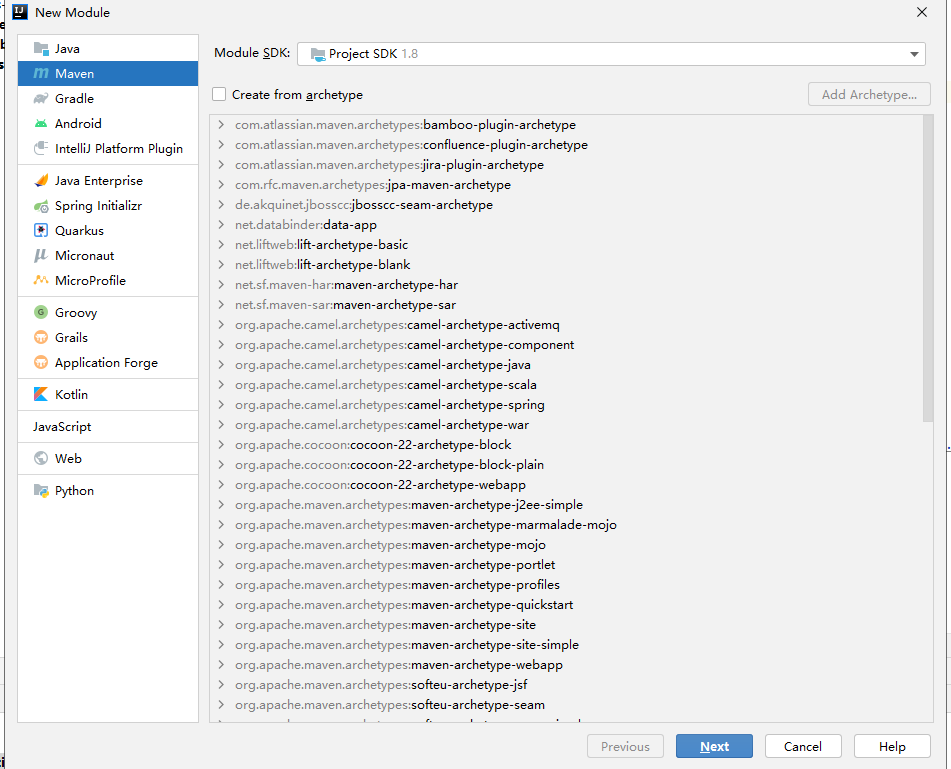 New Module
Java
Maven
Gradle
Android
IntelliJ Platform Plugin
Java Enterprise
Spring Initializr
Quarkus
Micronaut
MicroProfile
Groovy
Grails
Application Forge
Kotlin
JavaScript
Web
Python
Module SDK: Project SDK 1.8
Create from archetype
Add Archetype...
com.atlassian.maven.archetypes:bamboo-plugin-archetype
com.atlassian.maven.archetypes:confluence-plugin-archetype
com.atlassian.maven.archetypes:jira-plugin-archetype
com.rfc.maven.archetypes:jpa-maven-archetype
de.akquinet.jbosscc:jbosscc-seam-archetype
net.databinder:data-app
net.liftweb:lift-archetype-basic
net.liftweb:lift-archetype-blank
net.sf.maven-har:maven-archetype-har
net.sf.maven-sar:maven-archetype-sar
org.apache.camel.archetypes:camel-archetype-activemq
org.apache.camel.archetypes:camel-archetype-component
org.apache.camel.archetypes:camel-archetype-java
org.apache.camel.archetypes:camel-archetype-scala
org.apache.camel.archetypes:camel-archetype-spring
org.apache.camel.archetypes:camel-archetype-war
org.apache.cocoon:cocoon-22-archetype-block
org.apache.cocoon:cocoon-22-archetype-block-plain
org.apache.cocoon:cocoon-22-archetype-webapp
org.apache.maven.archetypes:maven-archetype-j2ee-simple
org.apache.maven.archetypes:maven-archetype-marmalade-mojo
org.apache.maven.archetypes:maven-archetype-mojo
org.apache.maven.archetypes:maven-archetype-portlet
org.apache.maven.archetypes:maven-archetype-profiles
org.apache.maven.archetypes:maven-archetype-quickstart
org.apache.maven.archetypes:maven-archetype-site
org.apache.maven.archetypes:maven-archetype-site-simple
org.apache.maven.archetypes:maven-archetype-webapp
org.apache.maven.archetypes:softeu-archetype-jsf
org.apache.maven.archetypes:softeu-archetype-seam
Previous
Next
Cancel
Help